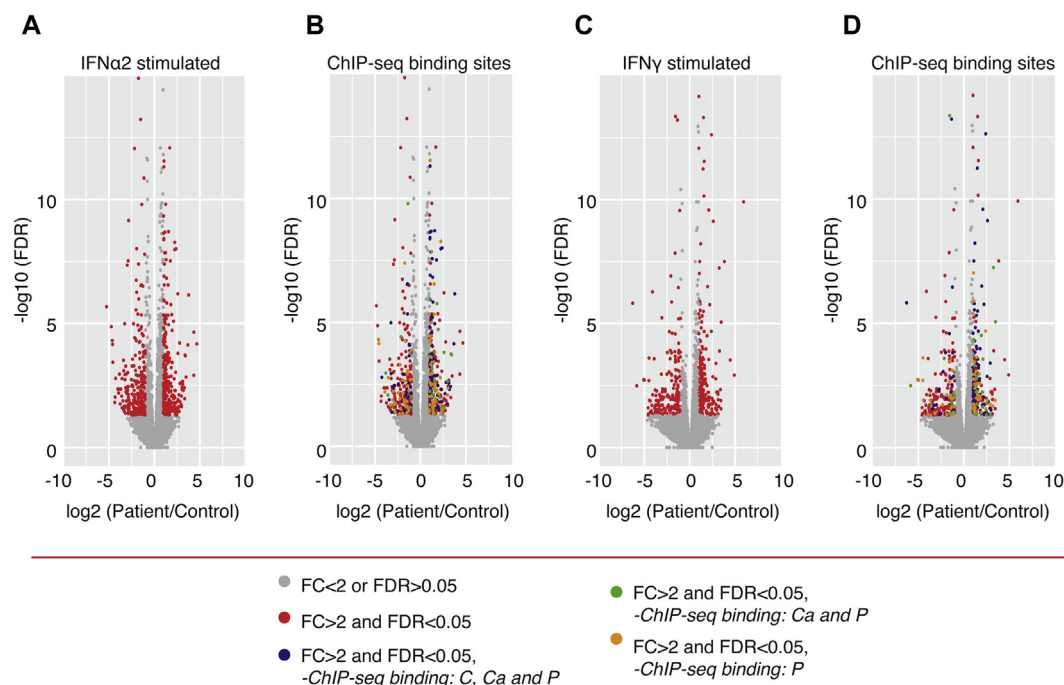 A
B
C
D
IFNα2 stimulated
ChIP-seq binding sites
IFNγ stimulated
ChIP-seq binding sites
-log10 (FDR)
10
5
0
-10 -5 0 5 10
log2 (Patient/Control)
-log10 (FDR)
10
5
0
-10 -5 0 5 10
log2 (Patient/Control)
-log10 (FDR)
10
5
0
-10 -5 0 5 10
log2 (Patient/Control)
-log10 (FDR)
10
5
0
-10 -5 0 5 10
log2 (Patient/Control)
FC<2 or FDR>0.05
FC>2 and FDR<0.05
FC>2 and FDR<0.05,
-ChIP-seq binding: C, Ca and P
FC>2 and FDR<0.05,
-ChIP-seq binding: Ca and P
FC>2 and FDR<0.05,
-ChIP-seq binding: P